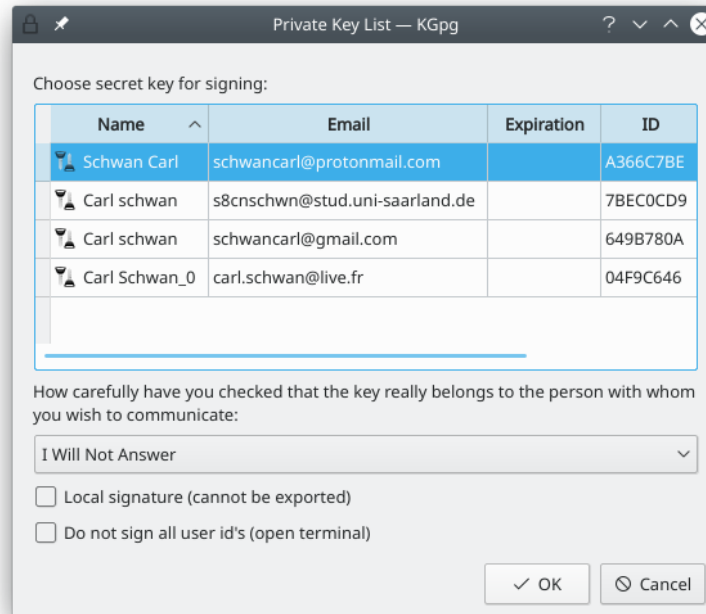 Private Key List — KGpg
Choose secret key for signing:
Name Email Expiration ID
Schwan Carl schwancarl@protonmail.com A366C7BE
Carl schwan s8cnschwn@stud.uni-saarland.de 7BEC0CD9
Carl schwan schwancarl@gmail.com 649B780A
Carl Schwan_0 carl.schwan@live.fr 04F9C646
How carefully have you checked that the key really belongs to the person with whom
you wish to communicate:
I Will Not Answer
Local signature (cannot be exported)
Do not sign all user id's (open terminal)
OK Cancel